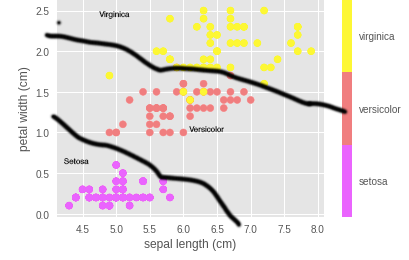 2.5
Virginica
2.0
virginica
1.5
versicolor
1.0
Versicolor
Setosa
0.5
setosa
0.0
petal width (cm)
4.5 5.0 5.5 6.0 6.5 7.0 7.5 8.0
sepal length (cm)